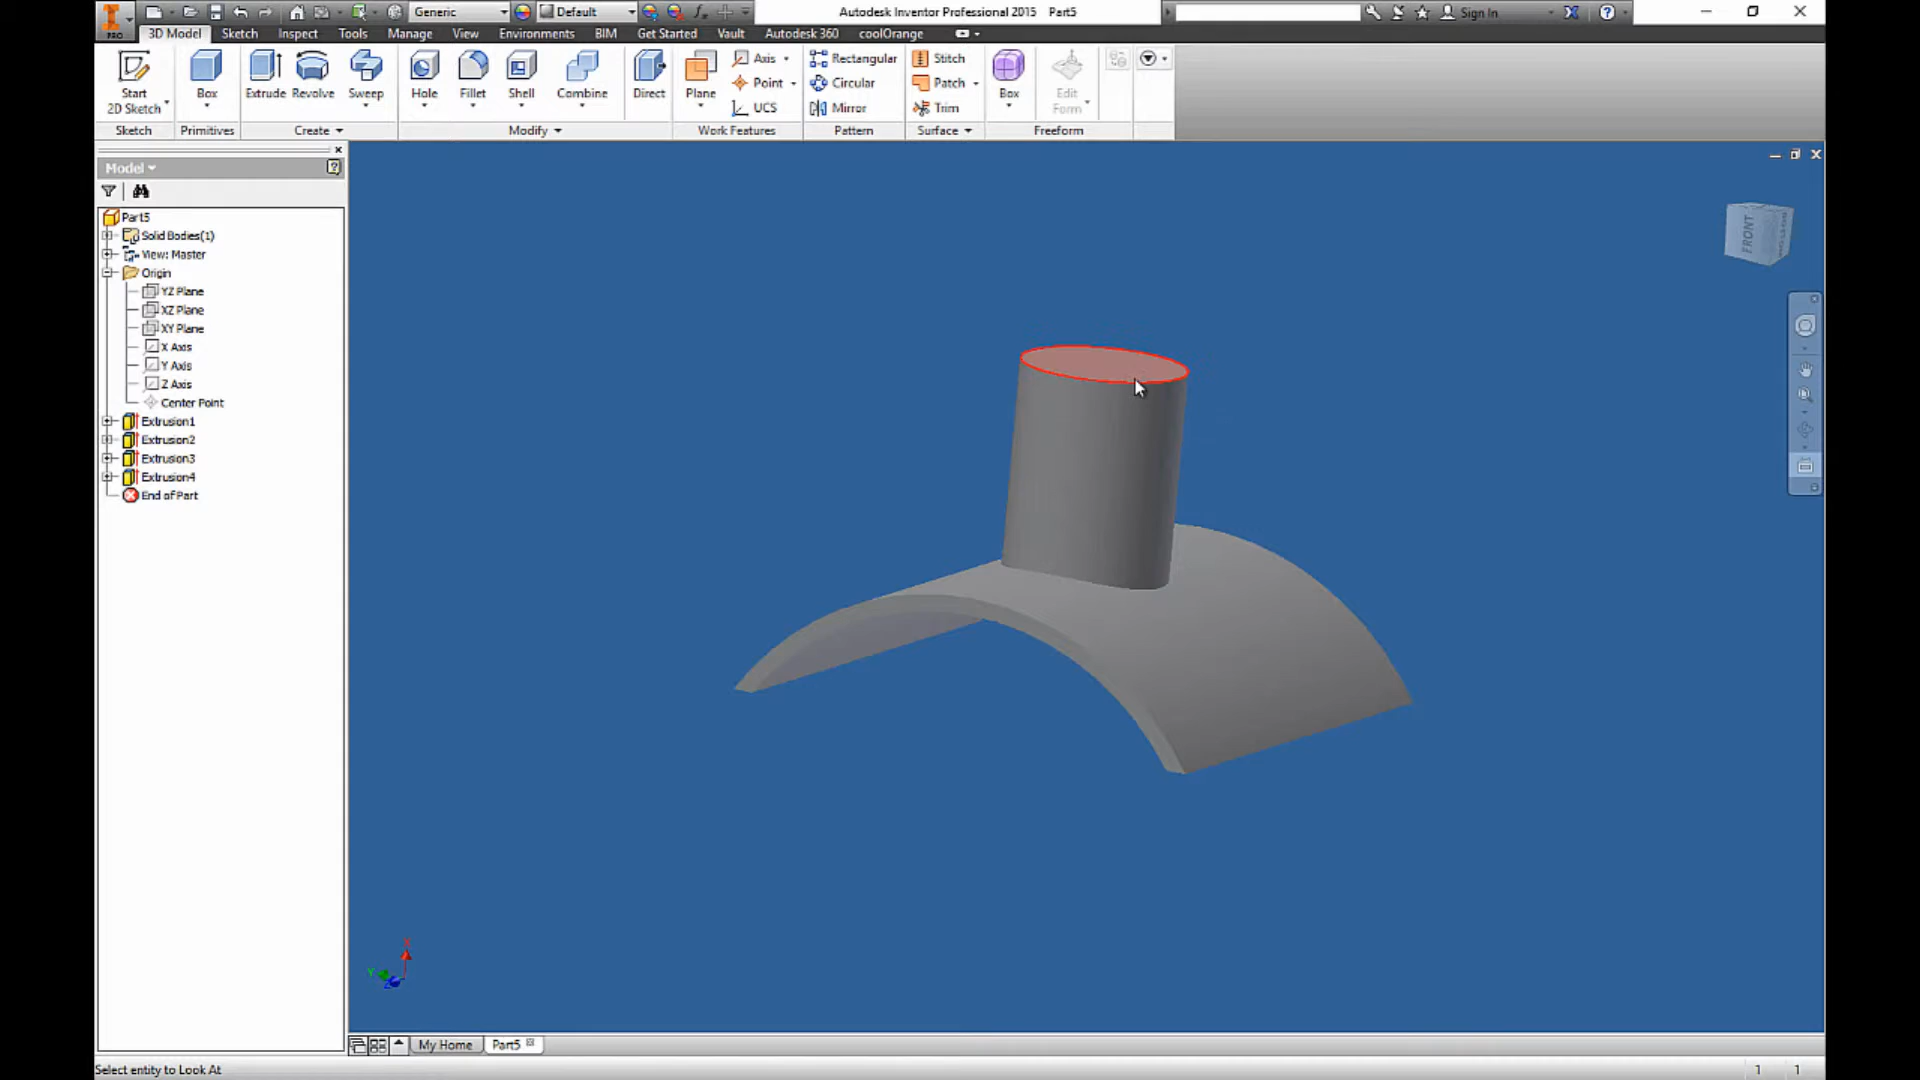 Generic
Default
Autodesk Inventor Professional 2015 Part5
Sign In
PRO
3D Model Sketch Inspect Tools Manage View Environments BIM Get Started Vault Autodesk 360 coolOrange
Start
2D Sketch
Box
Extrude Revolve Sweep
Hole Fillet Shell Combine
Direct
Plane
Axis
Point
UCS
Rectangular
Circular
Mirror
Stitch
Patch
Trim
Box
Edit
Form
Sketch Primitives Create Modify Work Features Pattern Surface Freeform
Model
Part5
Solid Bodies(1)
View: Master
Origin
YZ Plane
XZ Plane
XY Plane
X Axis
Y Axis
Z Axis
Center Point
Extrusion1
Extrusion2
Extrusion3
Extrusion4
End of Part
FRONT
X
Y
Z
My Home Part5
Select entity to Look At
1 1